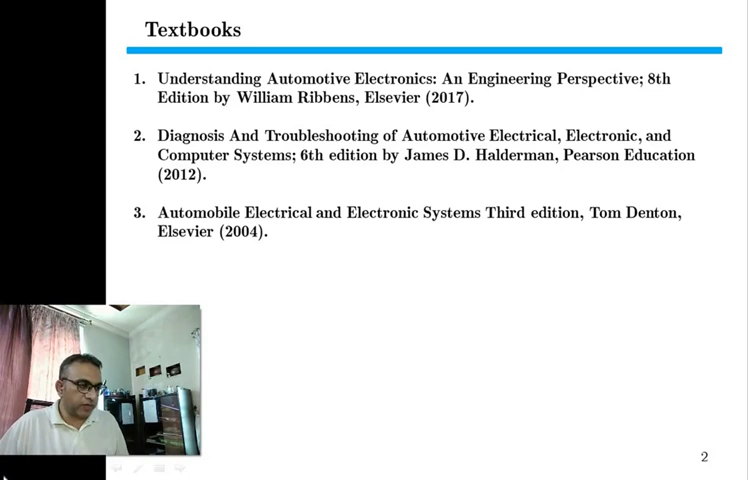 Textbooks
1. Understanding Automotive Electronics: An Engineering Perspective; 8th
Edition by William Ribbens, Elsevier (2017).
2. Diagnosis And Troubleshooting of Automotive Electrical, Electronic, and
Computer Systems; 6th edition by James D. Halderman, Pearson Education
(2012).
3. Automobile Electrical and Electronic Systems Third edition, Tom Denton,
Elsevier (2004).
2